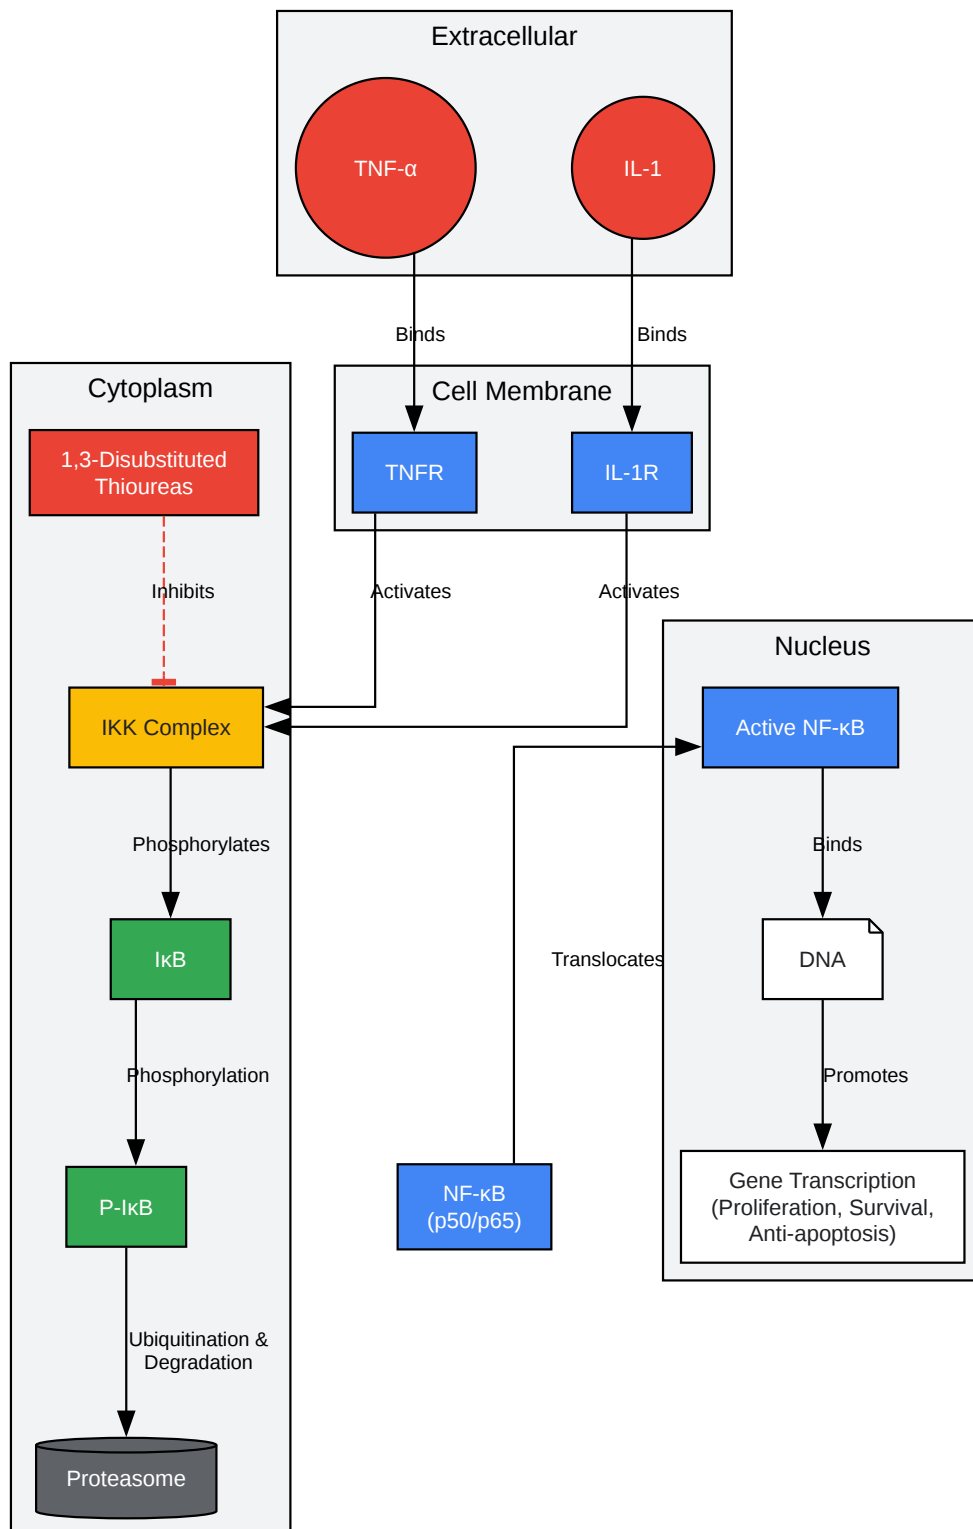 Extracellular
TNF-α
IL-1
Binds
Binds
Cytoplasm
Cell Membrane
1,3-Disubstituted
Thioureas
TNFR
IL-1R
Inhibits
Activates
Activates
Nucleus
IKK Complex
Active NF-κB
Phosphorylates
Binds
IκB
Translocates
DNA
Phosphorylation
Promotes
P-IκB
NF-κB
(p50/p65)
Gene Transcription
(Proliferation, Survival,
Anti-apoptosis)
Ubiquitination &
Degradation
Proteasome